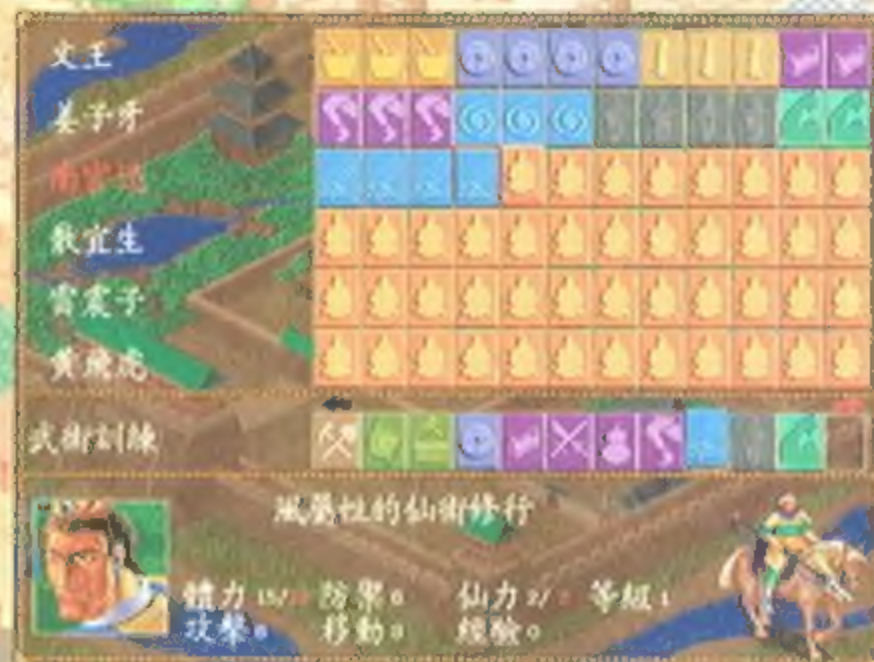 文王
姜子牙
南宮适
散宜生
雷震子
黃飛虎
武術訓練
風屬性的仙術修行
體力 15/ 防禦 0 仙力 2/ 等級 1
攻擊 0 移動 0 經驗 0